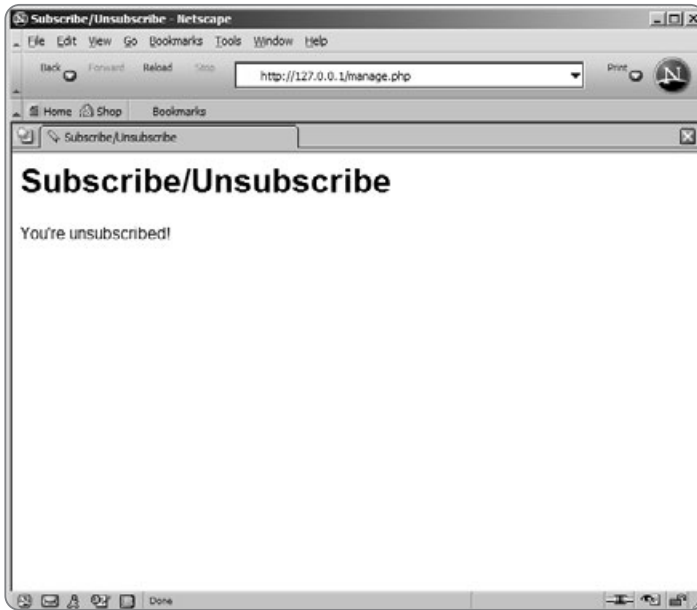 Subscribe/Unsubscribe - Netscape
File Edit View Go Bookmarks Tools Window Help
Back Forward Reload Stop http://127.0.0.1/manage.php Print N
Home Shop Bookmarks
Subscribe/Unsubscribe
Subscribe/Unsubscribe
You're unsubscribed!
Done